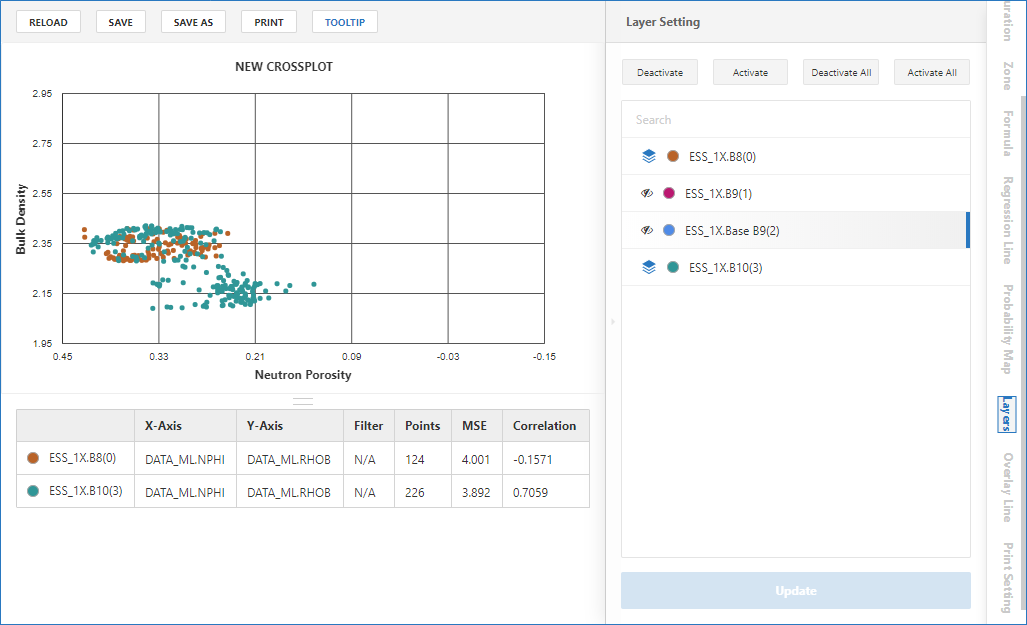 RELOAD SAVE SAVE AS PRINT TOOLTIP
NEW CROSSPLOT
2.95
2.75
2.55
2.35
2.15
1.95
Bulk Density
0.45 0.33 0.21 0.09 -0.03 -0.15
Neutron Porosity
X-Axis Y-Axis Filter Points MSE Correlation
ESS_1X.B8(0) DATA_ML.NPHI DATA_ML.RHOB N/A 124 4.001 -0.1571
ESS_1X.B10(3) DATA_ML.NPHI DATA_ML.RHOB N/A 226 3.892 0.7059
Layer Setting
Deactivate Activate Deactivate All Activate All
Search
ESS_1X.B8(0)
ESS_1X.B9(1)
ESS_1X.Base B9(2)
ESS_1X.B10(3)
Update
Zone
Formula
Regression Line
Probability Map
Layers
Overlay Line
Print Setting